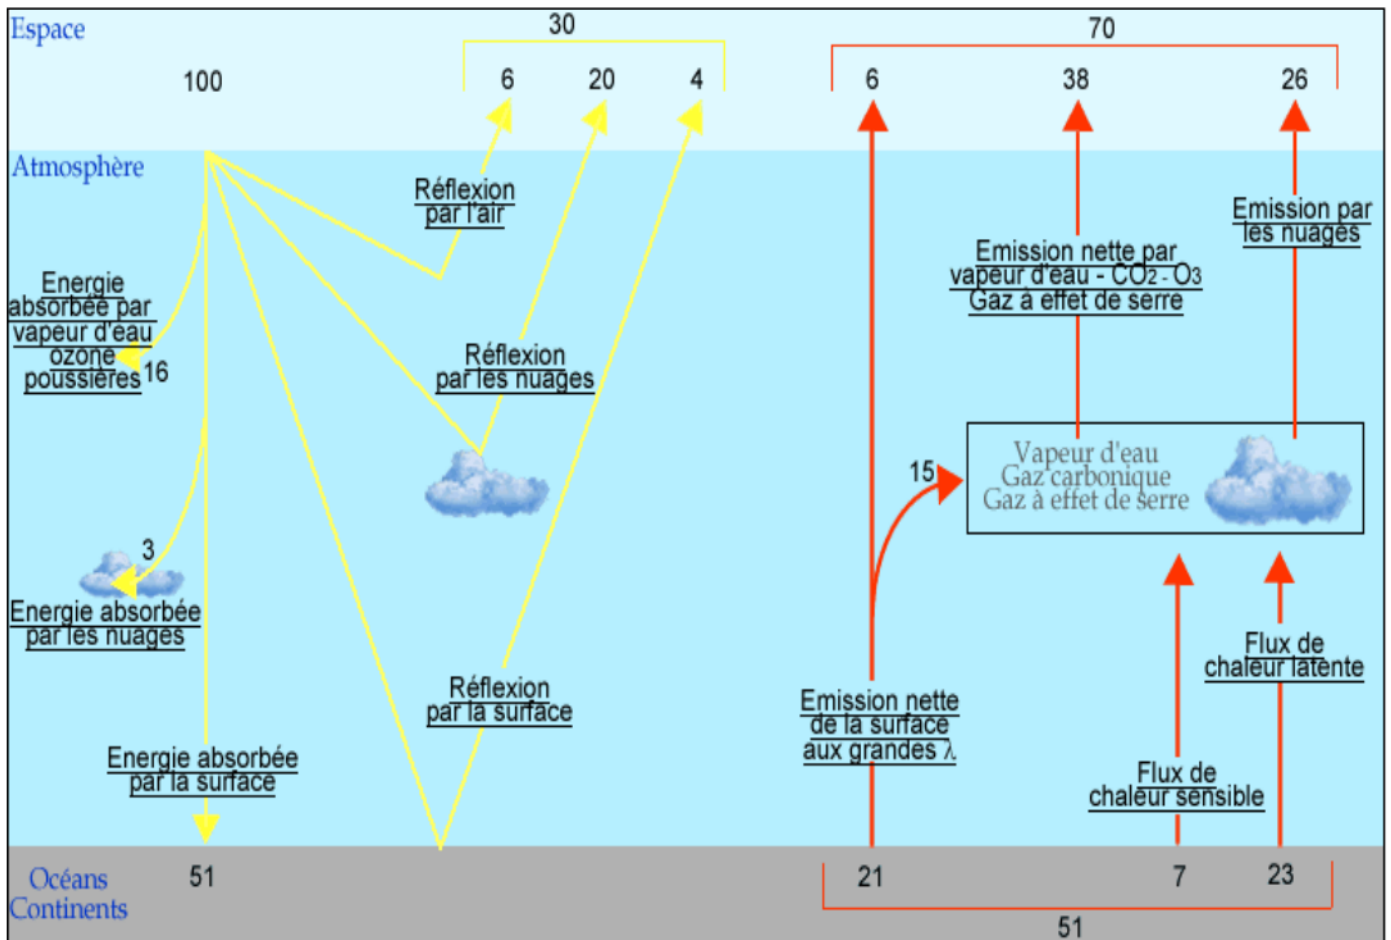 Espace
30
70
100
6
20
4
6
38
26
Atmosphère
Réflexion
par l'air
Emission par
les nuages
Emission nette par
vapeur d'eau - CO2 - O3
Gaz à effet de serre
Energie
absorbée par
vapeur d'eau
ozone
poussières 16
Réflexion
par les nuages
Vapeur d'eau
Gaz carbonique
Gaz à effet de serre
15
3
Energie absorbée
par les nuages
Flux de
chaleur latente
Réflexion
par la surface
Emission nette
de la surface
aux grandes λ
Energie absorbée
par la surface
Flux de
chaleur sensible
Océans
Continents
51
21
7
23
51